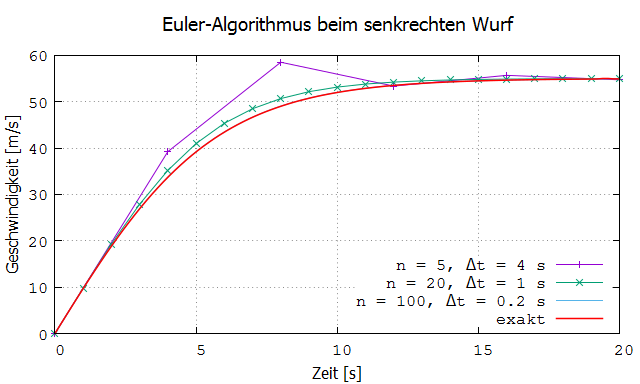 Euler-Algorithmus beim senkrechten Wurf
60
50
40
30
20
10
0
Geschwindigkeit [m/s]
n = 5, Δt = 4 s
n = 20, Δt = 1 s
n = 100, Δt = 0.2 s
exakt
0 5 10 15 20
Zeit [s]